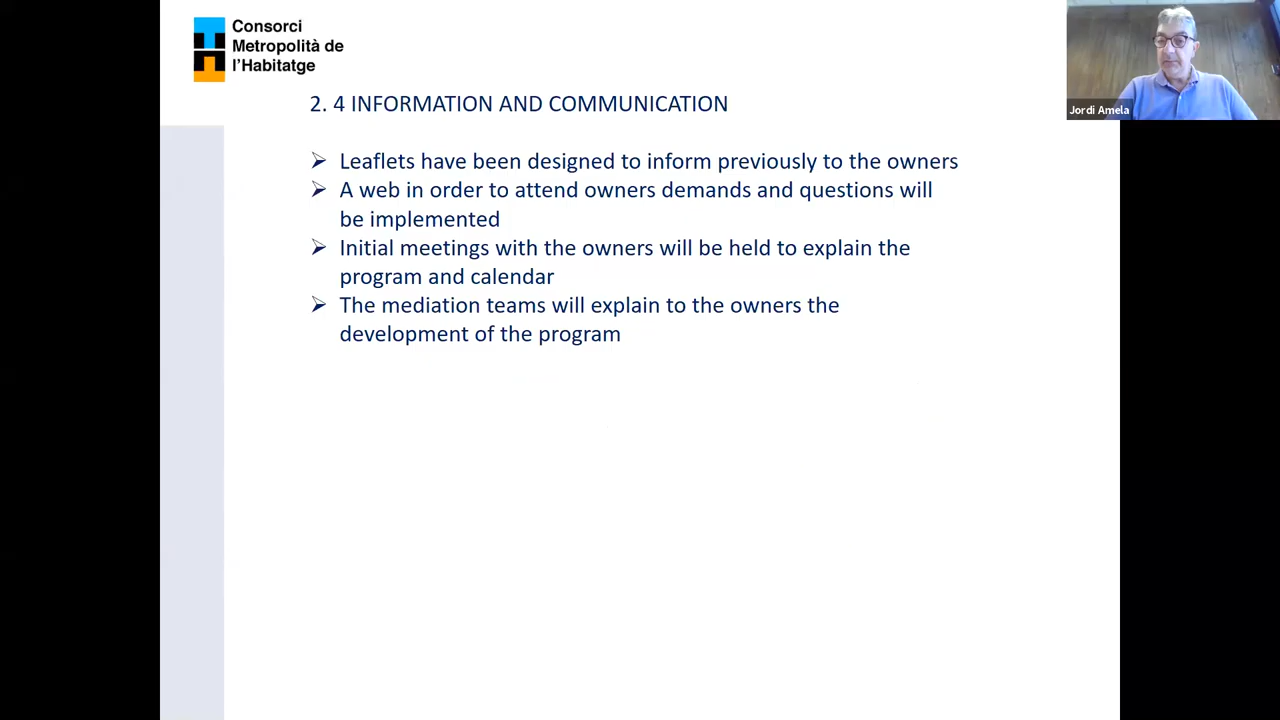 Consorci
Metropolità de
l'Habitatge
Jordi Amela
2. 4 INFORMATION AND COMMUNICATION
Leaflets have been designed to inform previously to the owners
A web in order to attend owners demands and questions will
be implemented
Initial meetings with the owners will be held to explain the
program and calendar
The mediation teams will explain to the owners the
development of the program